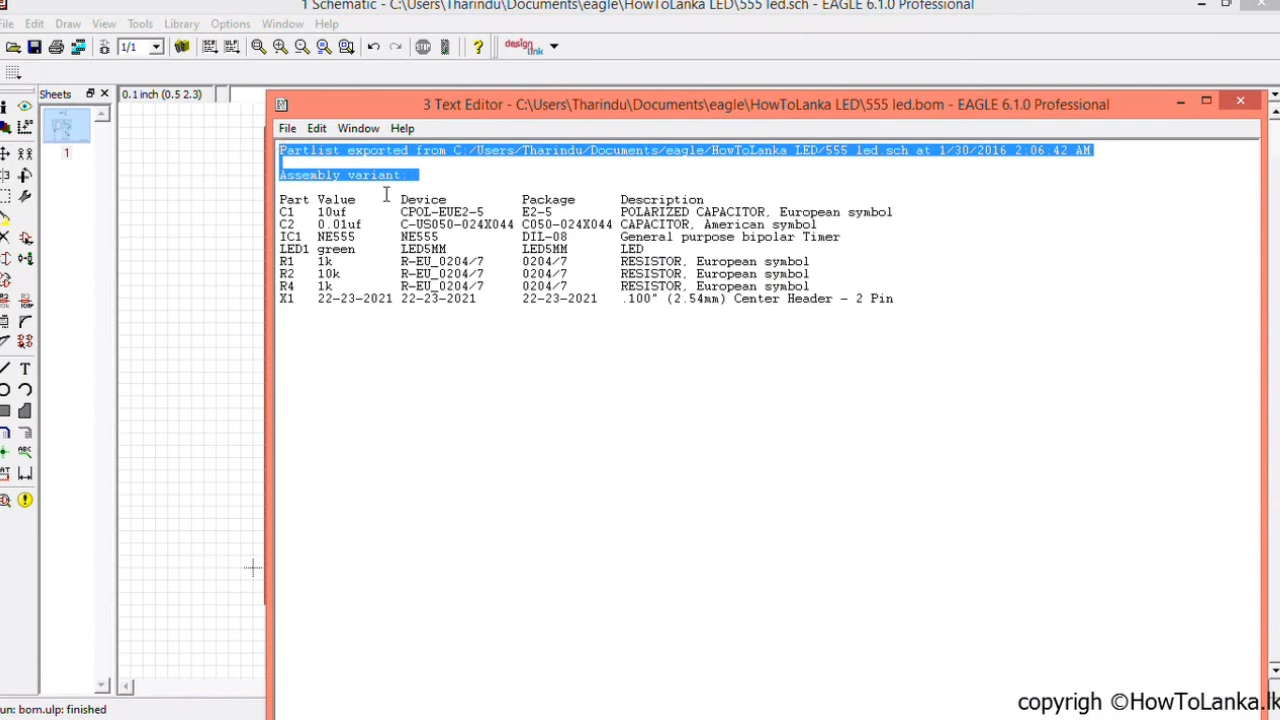 1 Schematic - C:\Users\Tharindu\Documents\eagle\HowToLanka LED\555 led.sch - EAGLE 6.1.0 Professional
File Edit Draw View Tools Library Options Window Help
1/1
design link
Sheets
0.1 inch (0.5 2.3)
1
3 Text Editor - C:\Users\Tharindu\Documents\eagle\HowToLanka LED\555 led.bom - EAGLE 6.1.0 Professional
File Edit Window Help
Partlist exported from C:/Users/Tharindu/Documents/eagle/HowToLanka LED/555 led.sch at 1/30/2016 2:06:42 AM
Assembly variant:
Part Value Device Package Description
C1 10uf CPOL-EUE2-5 E2-5 POLARIZED CAPACITOR, European symbol
C2 0.01uf C-US050-024X044 C050-024X044 CAPACITOR, American symbol
IC1 NE555 NE555 DIL-08 General purpose bipolar Timer
LED1 green LED5MM LED5MM LED
R1 1k R-EU_0204/7 0204/7 RESISTOR, European symbol
R2 10k R-EU_0204/7 0204/7 RESISTOR, European symbol
R4 1k R-EU_0204/7 0204/7 RESISTOR, European symbol
X1 22-23-2021 22-23-2021 22-23-2021 .100" (2.54mm) Center Header - 2 Pin
un: bom.ulp: finished
copyrigh ©HowToLanka.lk